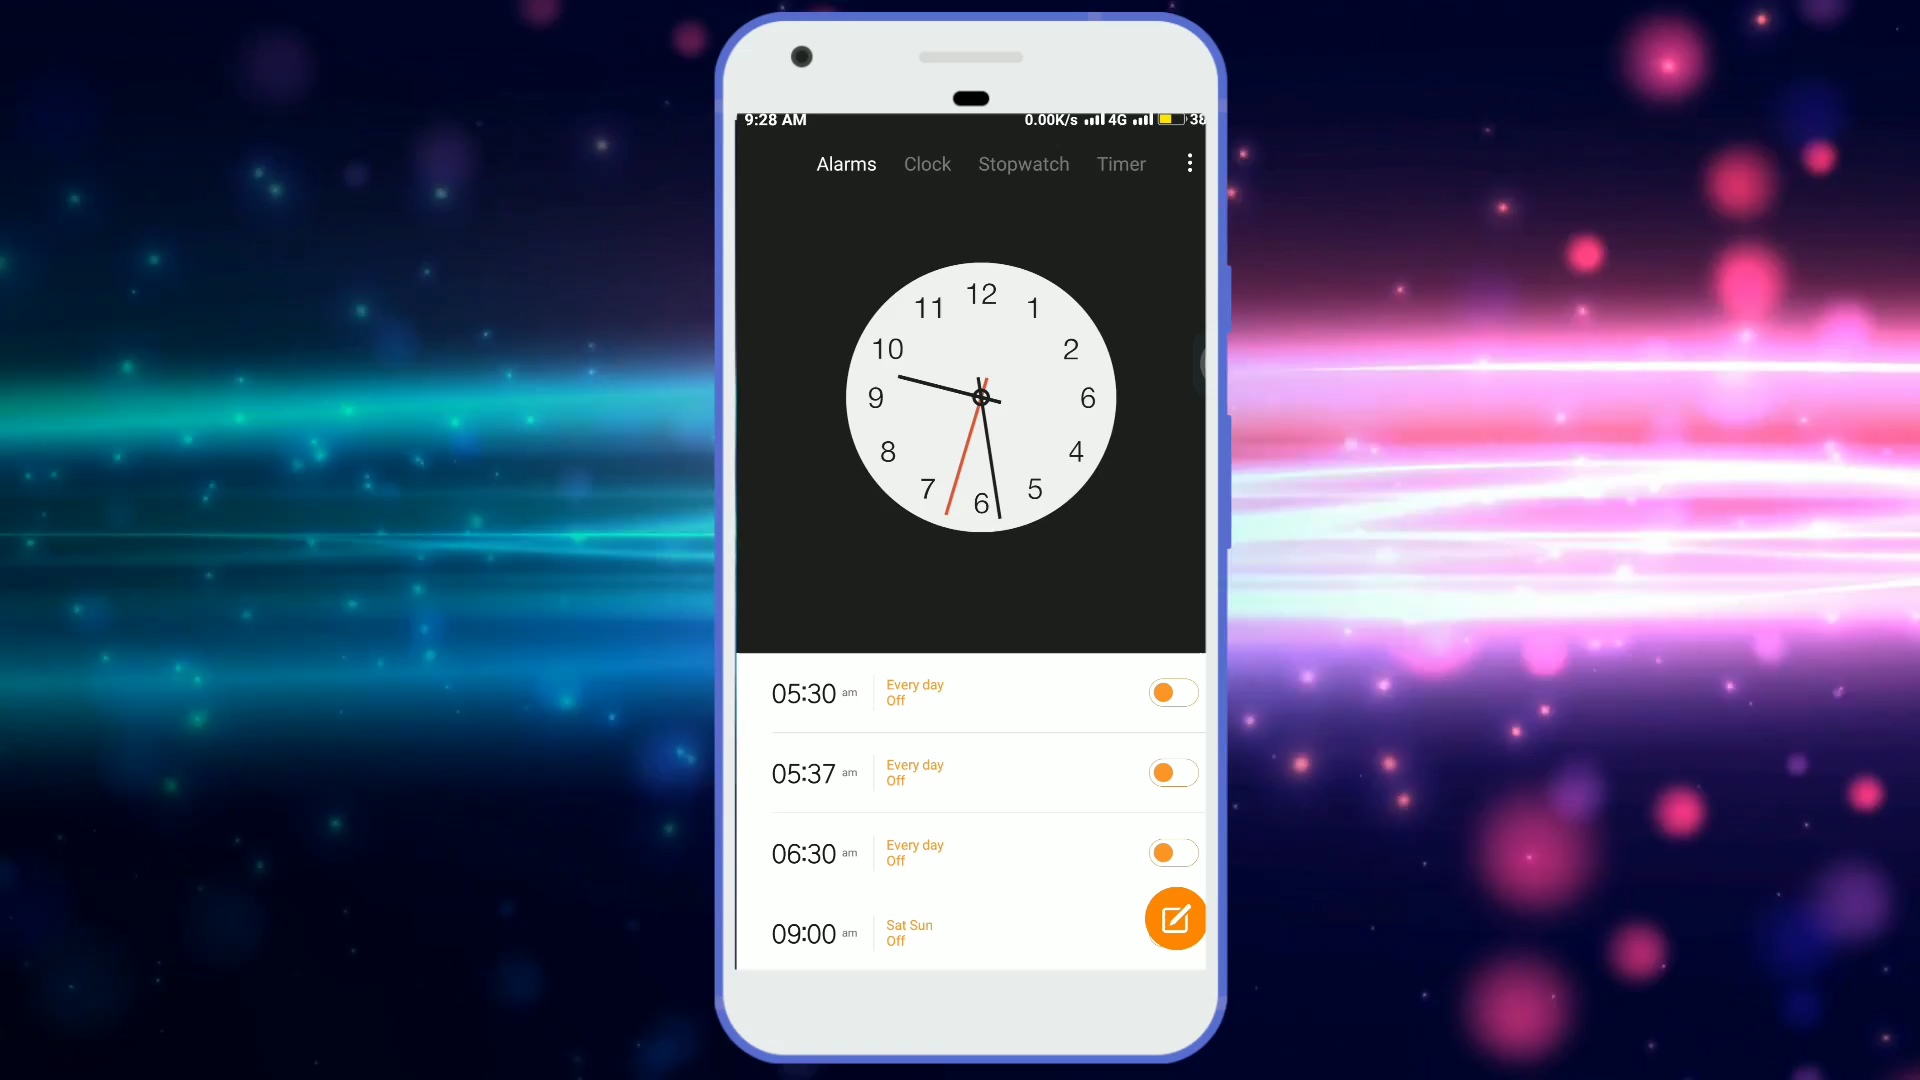 9:28 AM 0.00K/s 4G 38
Alarms Clock Stopwatch Timer
12
11 1
10 2
9 6
8 4
7 5
6
05:30 am Every day
Off
05:37 am Every day
Off
06:30 am Every day
Off
09:00 am Sat Sun
Off